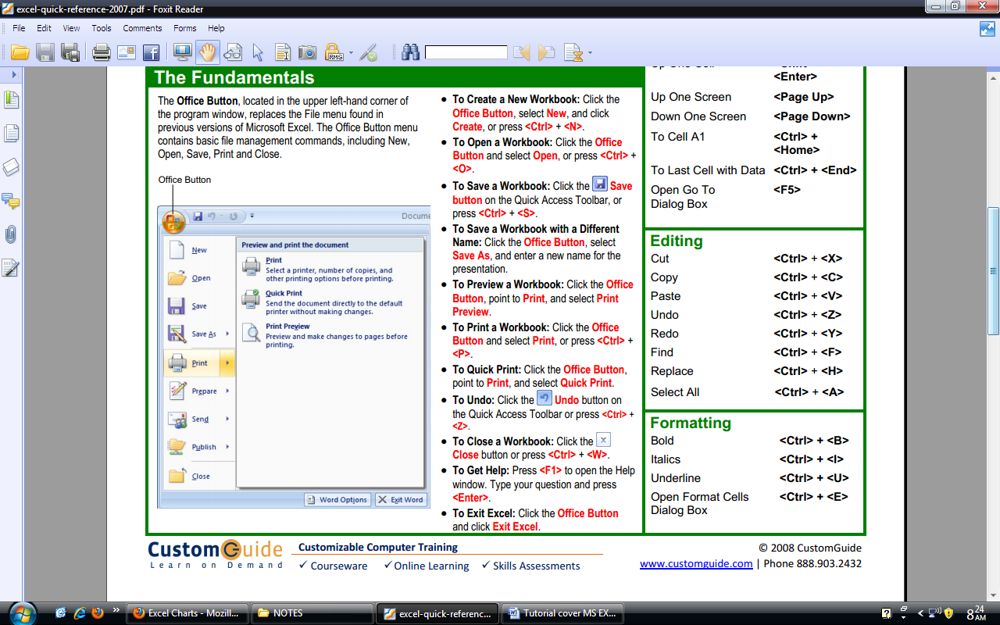 excel-quick-reference-2007.pdf - Foxit Reader
File Edit View Tools Comments Forms Help
RMS
The Fundamentals
The Office Button, located in the upper left-hand corner of
the program window, replaces the File menu found in
previous versions of Microsoft Excel. The Office Button menu
contains basic file management commands, including New,
Open, Save, Print and Close.
Office Button
Docume
New
Open
Save
Save As
Print
Prepare
Send
Publish
Close
Preview and print the document
Print
Select a printer, number of copies, and
other printing options before printing.
Quick Print
Send the document directly to the default
printer without making changes.
Print Preview
Preview and make changes to pages before
printing.
Word Options
Exit Word
• To Create a New Workbook: Click the
Office Button, select New, and click
Create, or press <Ctrl> + <N>.
• To Open a Workbook: Click the Office
Button and select Open, or press <Ctrl> +
<O>.
• To Save a Workbook: Click the Save
button on the Quick Access Toolbar, or
press <Ctrl> + <S>.
• To Save a Workbook with a Different
Name: Click the Office Button, select
Save As, and enter a new name for the
presentation.
• To Preview a Workbook: Click the Office
Button, point to Print, and select Print
Preview.
• To Print a Workbook: Click the Office
Button and select Print, or press <Ctrl> +
<P>.
• To Quick Print: Click the Office Button,
point to Print, and select Quick Print.
• To Undo: Click the Undo button on
the Quick Access Toolbar or press <Ctrl> +
<Z>.
• To Close a Workbook: Click the
Close button or press <Ctrl> + <W>.
• To Get Help: Press <F1> to open the Help
window. Type your question and press
<Enter>.
• To Exit Excel: Click the Office Button
and click Exit Excel.
<Enter>
Up One Screen <Page Up>
Down One Screen <Page Down>
To Cell A1 <Ctrl> +
<Home>
To Last Cell with Data <Ctrl> + <End>
Open Go To <F5>
Dialog Box
Editing
Cut <Ctrl> + <X>
Copy <Ctrl> + <C>
Paste <Ctrl> + <V>
Undo <Ctrl> + <Z>
Redo <Ctrl> + <Y>
Find <Ctrl> + <F>
Replace <Ctrl> + <H>
Select All <Ctrl> + <A>
Formatting
Bold <Ctrl> + <B>
Italics <Ctrl> + <I>
Underline <Ctrl> + <U>
Open Format Cells <Ctrl> + <E>
Dialog Box
CustomGuide
Learn on Demand
Customizable Computer Training
✓ Courseware ✓ Online Learning ✓ Skills Assessments
© 2008 CustomGuide
www.customguide.com | Phone 888.903.2432
Excel Charts - Mozill...
NOTES
excel-quick-referenc...
Tutorial cover MS EX...
8 24 AM